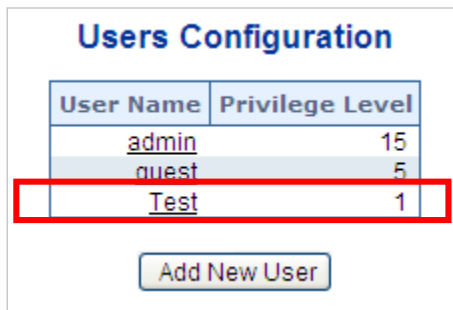 Users Configuration
User Name Privilege Level
admin 15
guest 5
Test 1
Add New User